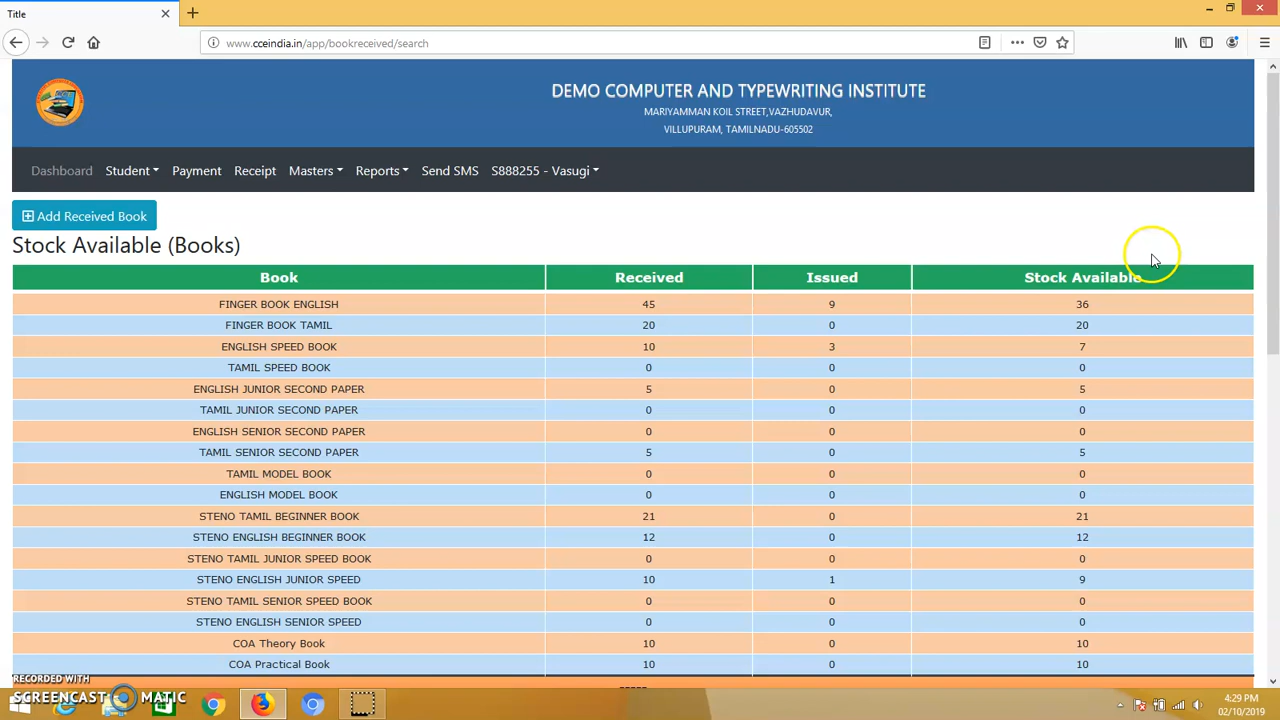 Title
www.cceindia.in/app/bookreceived/search
DEMO COMPUTER AND TYPEWRITING INSTITUTE
MARIYAMMAN KOIL STREET,VAZHUDAVUR,
VILLUPURAM, TAMILNADU-605502
Dashboard Student Payment Receipt Masters Reports Send SMS S888255 - Vasugi
Add Received Book
Stock Available (Books)
Book Received Issued Stock Available
FINGER BOOK ENGLISH 45 9 36
FINGER BOOK TAMIL 20 0 20
ENGLISH SPEED BOOK 10 3 7
TAMIL SPEED BOOK 0 0 0
ENGLISH JUNIOR SECOND PAPER 5 0 5
TAMIL JUNIOR SECOND PAPER 0 0 0
ENGLISH SENIOR SECOND PAPER 0 0 0
TAMIL SENIOR SECOND PAPER 5 0 5
TAMIL MODEL BOOK 0 0 0
ENGLISH MODEL BOOK 0 0 0
STENO TAMIL BEGINNER BOOK 21 0 21
STENO ENGLISH BEGINNER BOOK 12 0 12
STENO TAMIL JUNIOR SPEED BOOK 0 0 0
STENO ENGLISH JUNIOR SPEED 10 1 9
STENO TAMIL SENIOR SPEED BOOK 0 0 0
STENO ENGLISH SENIOR SPEED 0 0 0
COA Theory Book 10 0 10
COA Practical Book 10 0 10
RECORDED WITH
SCREENCAST MATIC
4:29 PM
02/10/2019